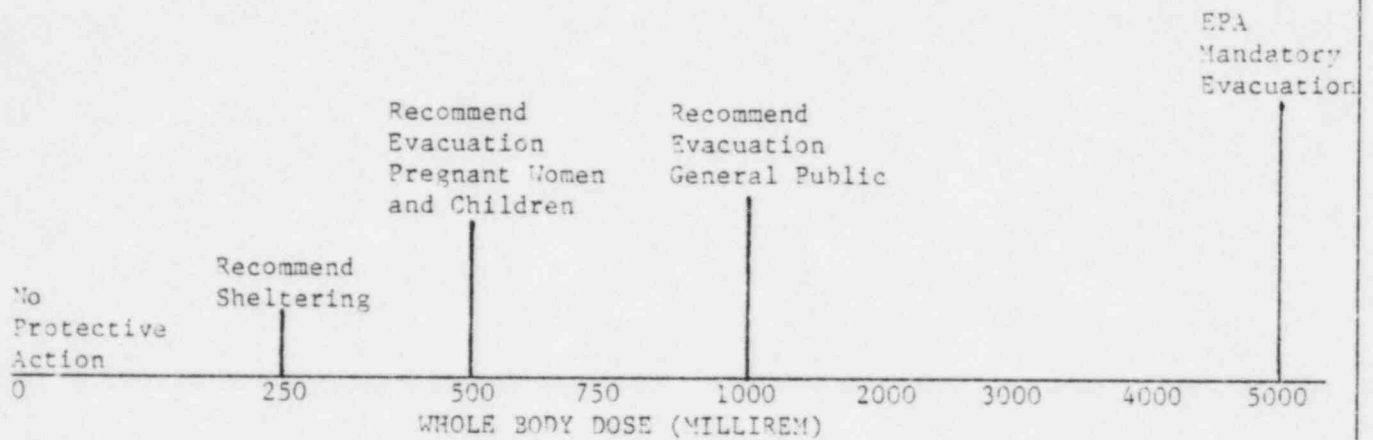 EPA
Mandatory
Evacuation
Recommend
Evacuation
Pregnant Women
and Children
Recommend
Evacuation
General Public
Recommend
Sheltering
No
Protective
Action
0 250 500 750 1000 2000 3000 4000 5000
WHOLE BODY DOSE (MILLIREM)